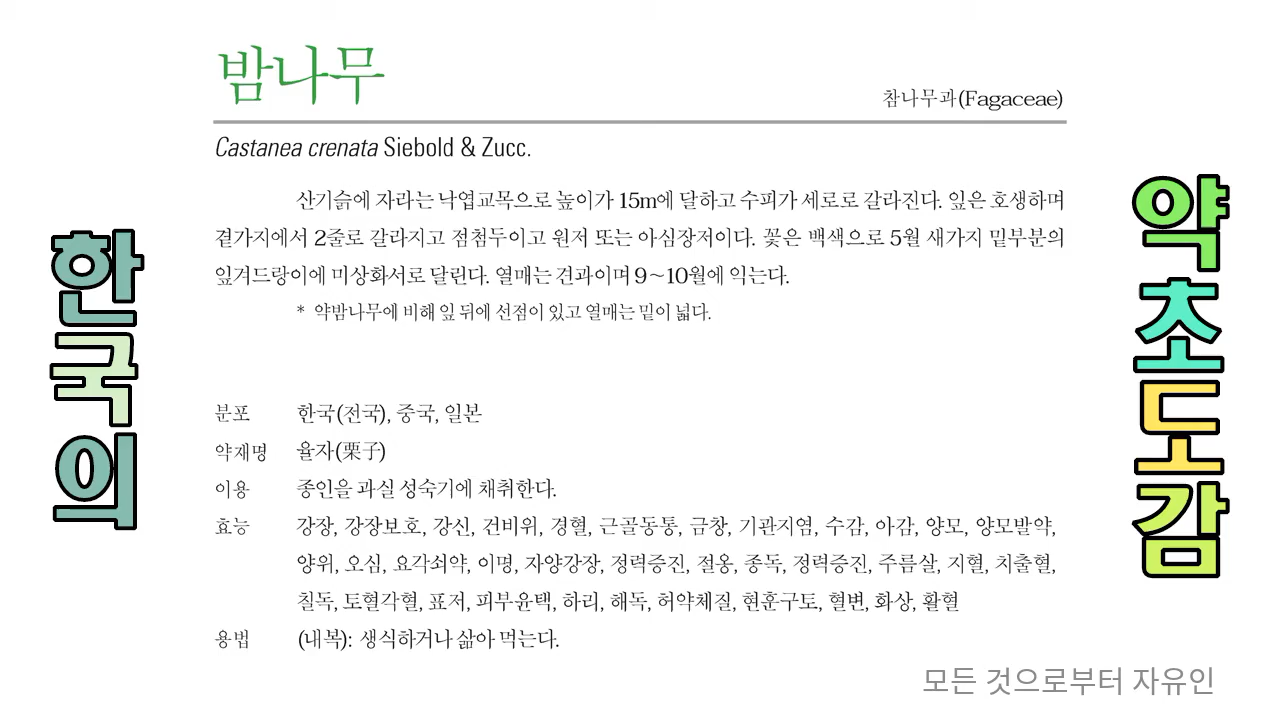 밤나무
참나무과(Fagaceae)
Castanea crenata Siebold & Zucc.
산기슭에 자라는 낙엽교목으로 높이가 15m에 달하고 수피가 세로로 갈라진다. 잎은 호생하며
곁가지에서 2줄로 갈라지고 점첨두이고 원저 또는 아심장저이다. 꽃은 백색으로 5월 새가지 밑부분의
잎겨드랑이에 미상화서로 달린다. 열매는 견과이며 9~10월에 익는다.
* 약밤나무에 비해 잎 뒤에 선점이 있고 열매는 밑이 넓다.
분포 한국(전국), 중국, 일본
약재명 율자(栗子)
이용 종인을 과실 성숙기에 채취한다.
효능 강장, 강장보호, 강신, 건비위, 경혈, 근골동통, 금창, 기관지염, 수감, 아감, 양모, 양모발약,
양위, 오심, 요각쇠약, 이명, 자양강장, 정력증진, 절옹, 종독, 정력증진, 주름살, 지혈, 치출혈,
칠독, 토혈각혈, 표저, 피부윤택, 하리, 해독, 허약체질, 현훈구토, 혈변, 화상, 활혈
용법 (내복): 생식하거나 삶아 먹는다.
한국의
약초도감
모든 것으로부터 자유인